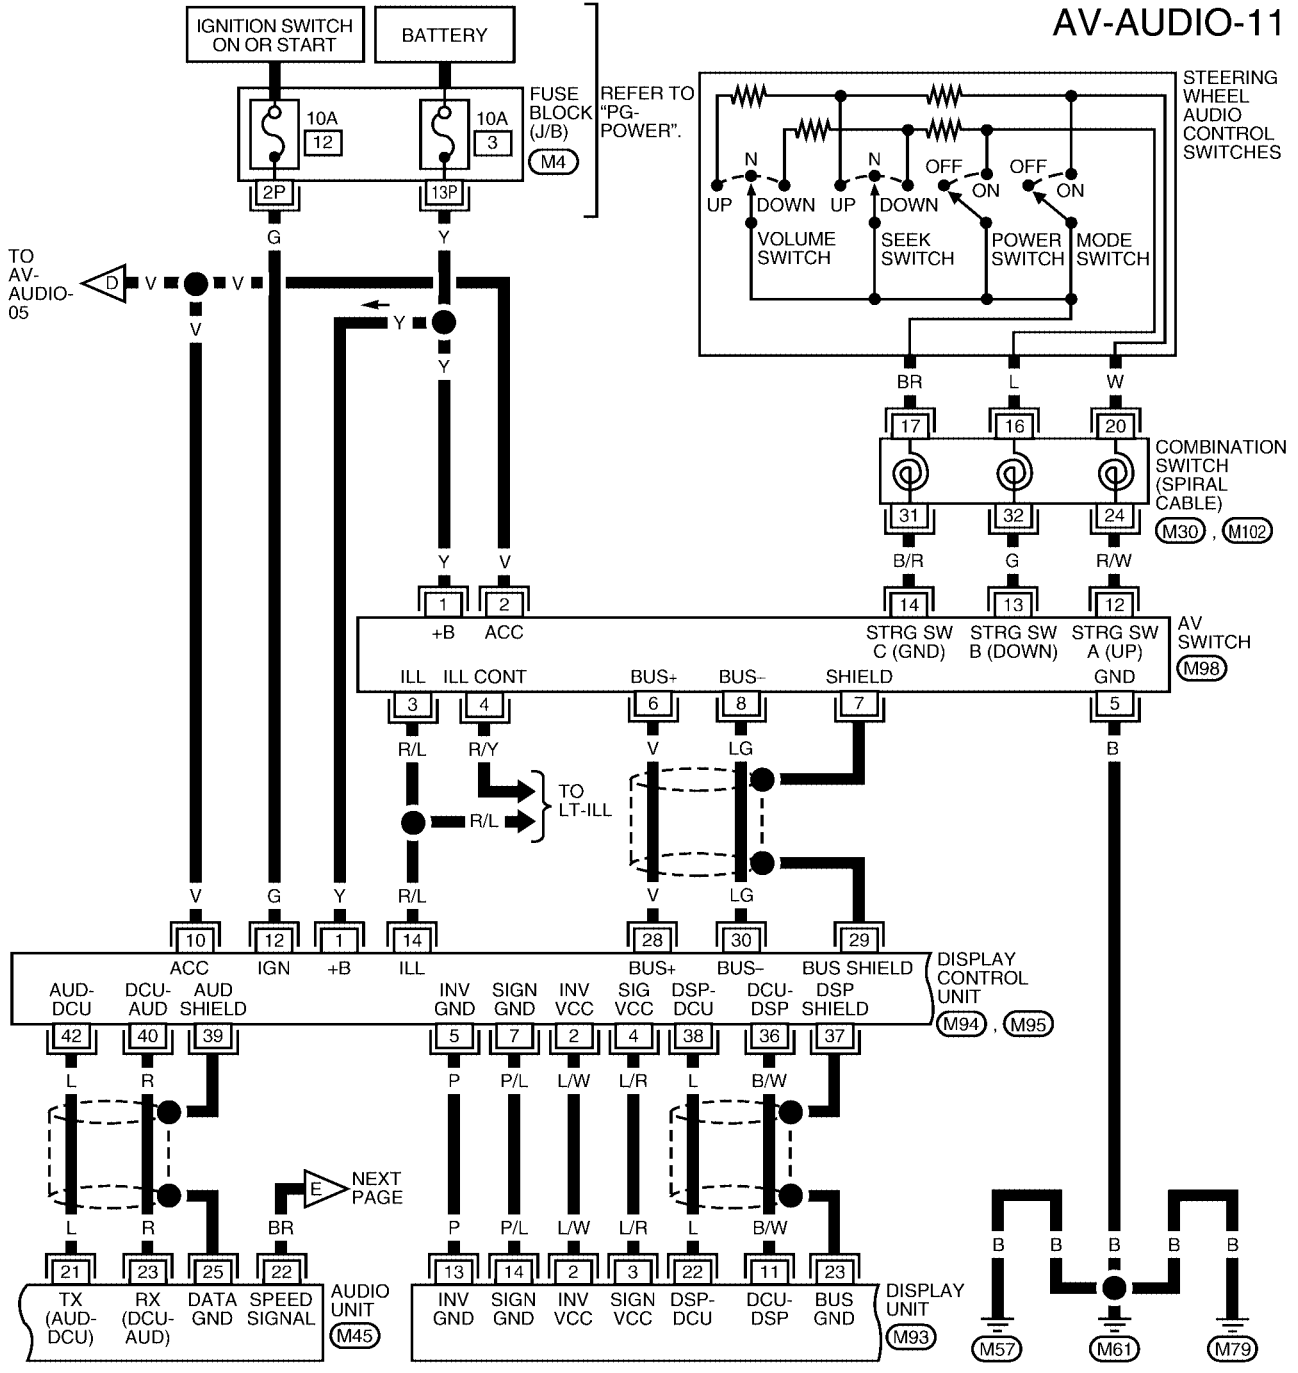 AV-AUDIO-11
IGNITION SWITCH
ON OR START
BATTERY
FUSE
BLOCK
(J/B)
M4
REFER TO
“PG-
POWER”.
10A
12
10A
3
2P
13P
G
Y
TO
AV-
AUDIO-
05
D
V
V
V
Y
Y
STEERING
WHEEL
AUDIO
CONTROL
SWITCHES
UP
N
DOWN
VOLUME
SWITCH
UP
N
DOWN
SEEK
SWITCH
OFF
ON
POWER
SWITCH
OFF
ON
MODE
SWITCH
BR
L
W
17
16
20
COMBINATION
SWITCH
(SPIRAL
CABLE)
M30 , M102
31
32
24
B/R
G
R/W
Y
V
1
2
14
13
12
+B
ACC
STRG SW
C (GND)
STRG SW
B (DOWN)
STRG SW
A (UP)
AV
SWITCH
M98
ILL
ILL CONT
BUS+
BUS–
SHIELD
GND
3
4
6
8
7
5
R/L
R/Y
V
LG
B
TO
LT-ILL
R/L
V
G
Y
R/L
V
LG
10
12
1
14
28
30
29
ACC
IGN
+B
ILL
BUS+
BUS–
BUS SHIELD
DISPLAY
CONTROL
UNIT
M94 , M95
AUD-
DCU
DCU-
AUD
AUD
SHIELD
INV
GND
SIGN
GND
INV
VCC
SIG
VCC
DSP-
DCU
DCU-
DSP
DSP
SHIELD
42
40
39
5
7
2
4
38
36
37
L
R
P
P/L
L/W
L/R
L
B/W
E
NEXT
PAGE
L
R
BR
P
P/L
L/W
L/R
L
B/W
B
B
B
B
B
21
23
25
22
13
14
2
3
22
11
23
TX
(AUD-
DCU)
RX
(DCU-
AUD)
DATA
GND
SPEED
SIGNAL
AUDIO
UNIT
M45
INV
GND
SIGN
GND
INV
VCC
SIGN
VCC
DSP-
DCU
DCU-
DSP
BUS
GND
DISPLAY
UNIT
M93
M57
M61
M79